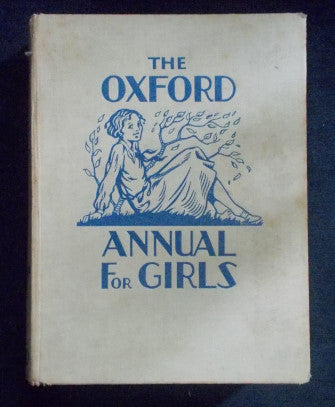 THE
OXFORD
ANNUAL
FOR GIRLS